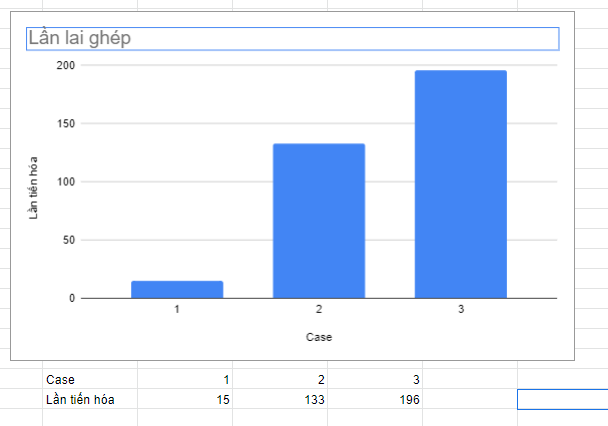 Lần lai ghép
200
150
100
50
0
Lần tiến hóa
1 2 3
Case
Case 1 2 3
Lần tiến hóa 15 133 196